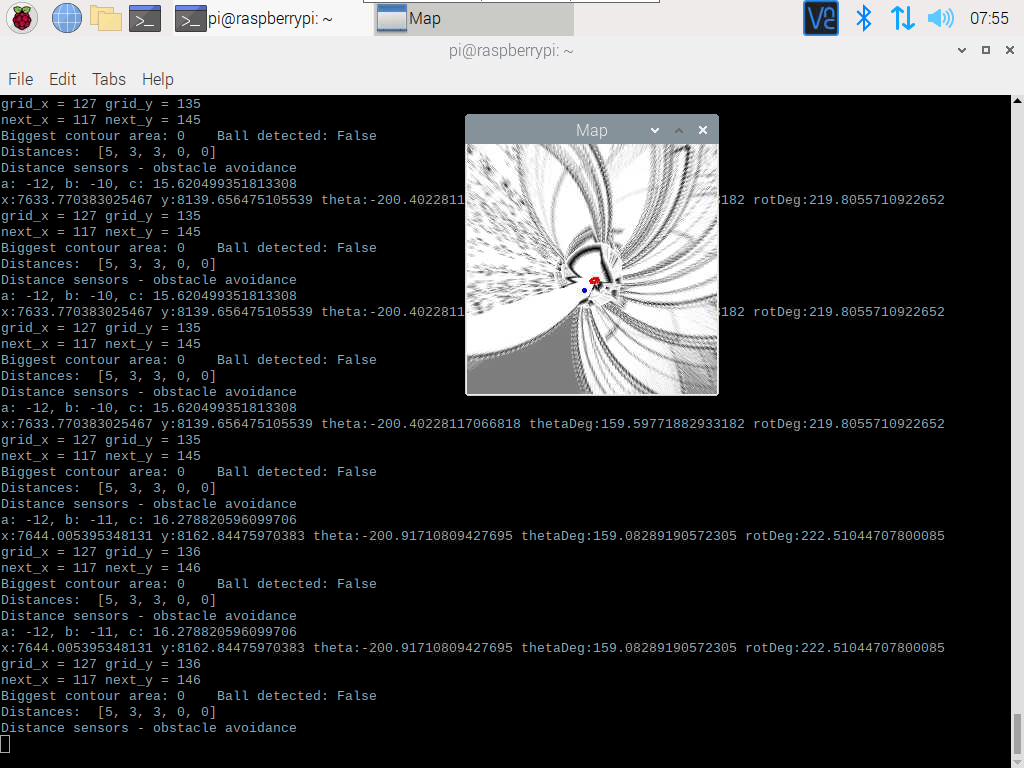 pi@raspberrypi: ~
Map
07:55
pi@raspberrypi: ~
File Edit Tabs Help
grid_x = 127 grid_y = 135
next_x = 117 next_y = 145
Biggest contour area: 0    Ball detected: False
Distances:  [5, 3, 3, 0, 0]
Distance sensors - obstacle avoidance
a: -12, b: -10, c: 15.620499351813308
x:7633.770383025467 y:8139.656475105539 theta:-200.4022811 182 rotDeg:219.8055710922652
grid_x = 127 grid_y = 135
next_x = 117 next_y = 145
Biggest contour area: 0    Ball detected: False
Distances:  [5, 3, 3, 0, 0]
Distance sensors - obstacle avoidance
a: -12, b: -10, c: 15.620499351813308
x:7633.770383025467 y:8139.656475105539 theta:-200.4022811 182 rotDeg:219.8055710922652
grid_x = 127 grid_y = 135
next_x = 117 next_y = 145
Biggest contour area: 0    Ball detected: False
Distances:  [5, 3, 3, 0, 0]
Distance sensors - obstacle avoidance
a: -12, b: -10, c: 15.620499351813308
x:7633.770383025467 y:8139.656475105539 theta:-200.40228117066818 thetaDeg:159.59771882933182 rotDeg:219.8055710922652
grid_x = 127 grid_y = 135
next_x = 117 next_y = 145
Biggest contour area: 0    Ball detected: False
Distances:  [5, 3, 3, 0, 0]
Distance sensors - obstacle avoidance
a: -12, b: -11, c: 16.278820596099706
x:7644.005395348131 y:8162.84475970383 theta:-200.91710809427695 thetaDeg:159.08289190572305 rotDeg:222.51044707800085
grid_x = 127 grid_y = 136
next_x = 117 next_y = 146
Biggest contour area: 0    Ball detected: False
Distances:  [5, 3, 3, 0, 0]
Distance sensors - obstacle avoidance
a: -12, b: -11, c: 16.278820596099706
x:7644.005395348131 y:8162.84475970383 theta:-200.91710809427695 thetaDeg:159.08289190572305 rotDeg:222.51044707800085
grid_x = 127 grid_y = 136
next_x = 117 next_y = 146
Biggest contour area: 0    Ball detected: False
Distances:  [5, 3, 3, 0, 0]
Distance sensors - obstacle avoidance
Map